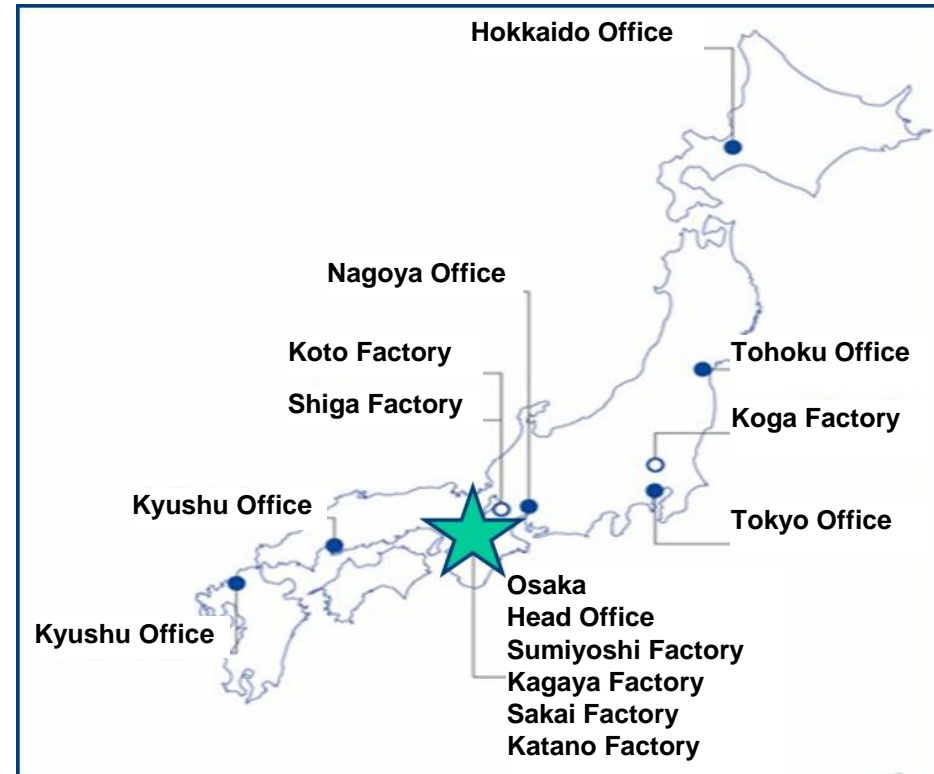 Hokkaido Office
Nagoya Office
Koto Factory
Tohoku Office
Shiga Factory
Koga Factory
Kyushu Office
Tokyo Office
Osaka
Head Office
Kyushu Office
Sumiyoshi Factory
Kagaya Factory
Sakai Factory
Katano Factory